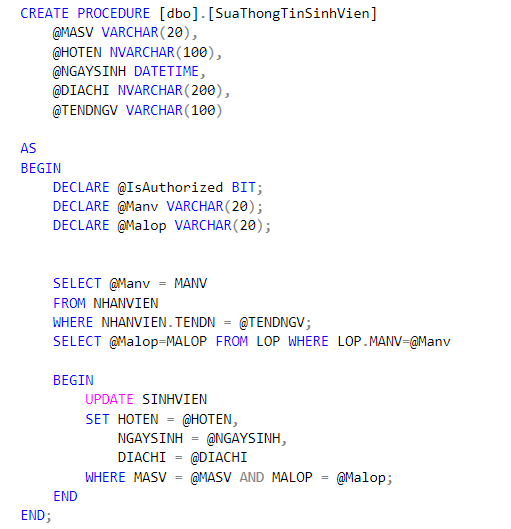 CREATE PROCEDURE [dbo].[SuaThongTinSinhVien]
@MASV VARCHAR(20),
@HOTEN NVARCHAR(100),
@NGAYSINH DATETIME,
@DIACHI NVARCHAR(200),
@TENDNGV VARCHAR(100)
AS
BEGIN
DECLARE @IsAuthorized BIT;
DECLARE @Manv VARCHAR(20);
DECLARE @Malop VARCHAR(20);
SELECT @Manv = MANV
FROM NHANVIEN
WHERE NHANVIEN.TENDN = @TENDNGV;
SELECT @Malop=MALOP FROM LOP WHERE LOP.MANV=@Manv
BEGIN
UPDATE SINHVIEN
SET HOTEN = @HOTEN,
NGAYSINH = @NGAYSINH,
DIACHI = @DIACHI
WHERE MASV = @MASV AND MALOP = @Malop;
END
END;